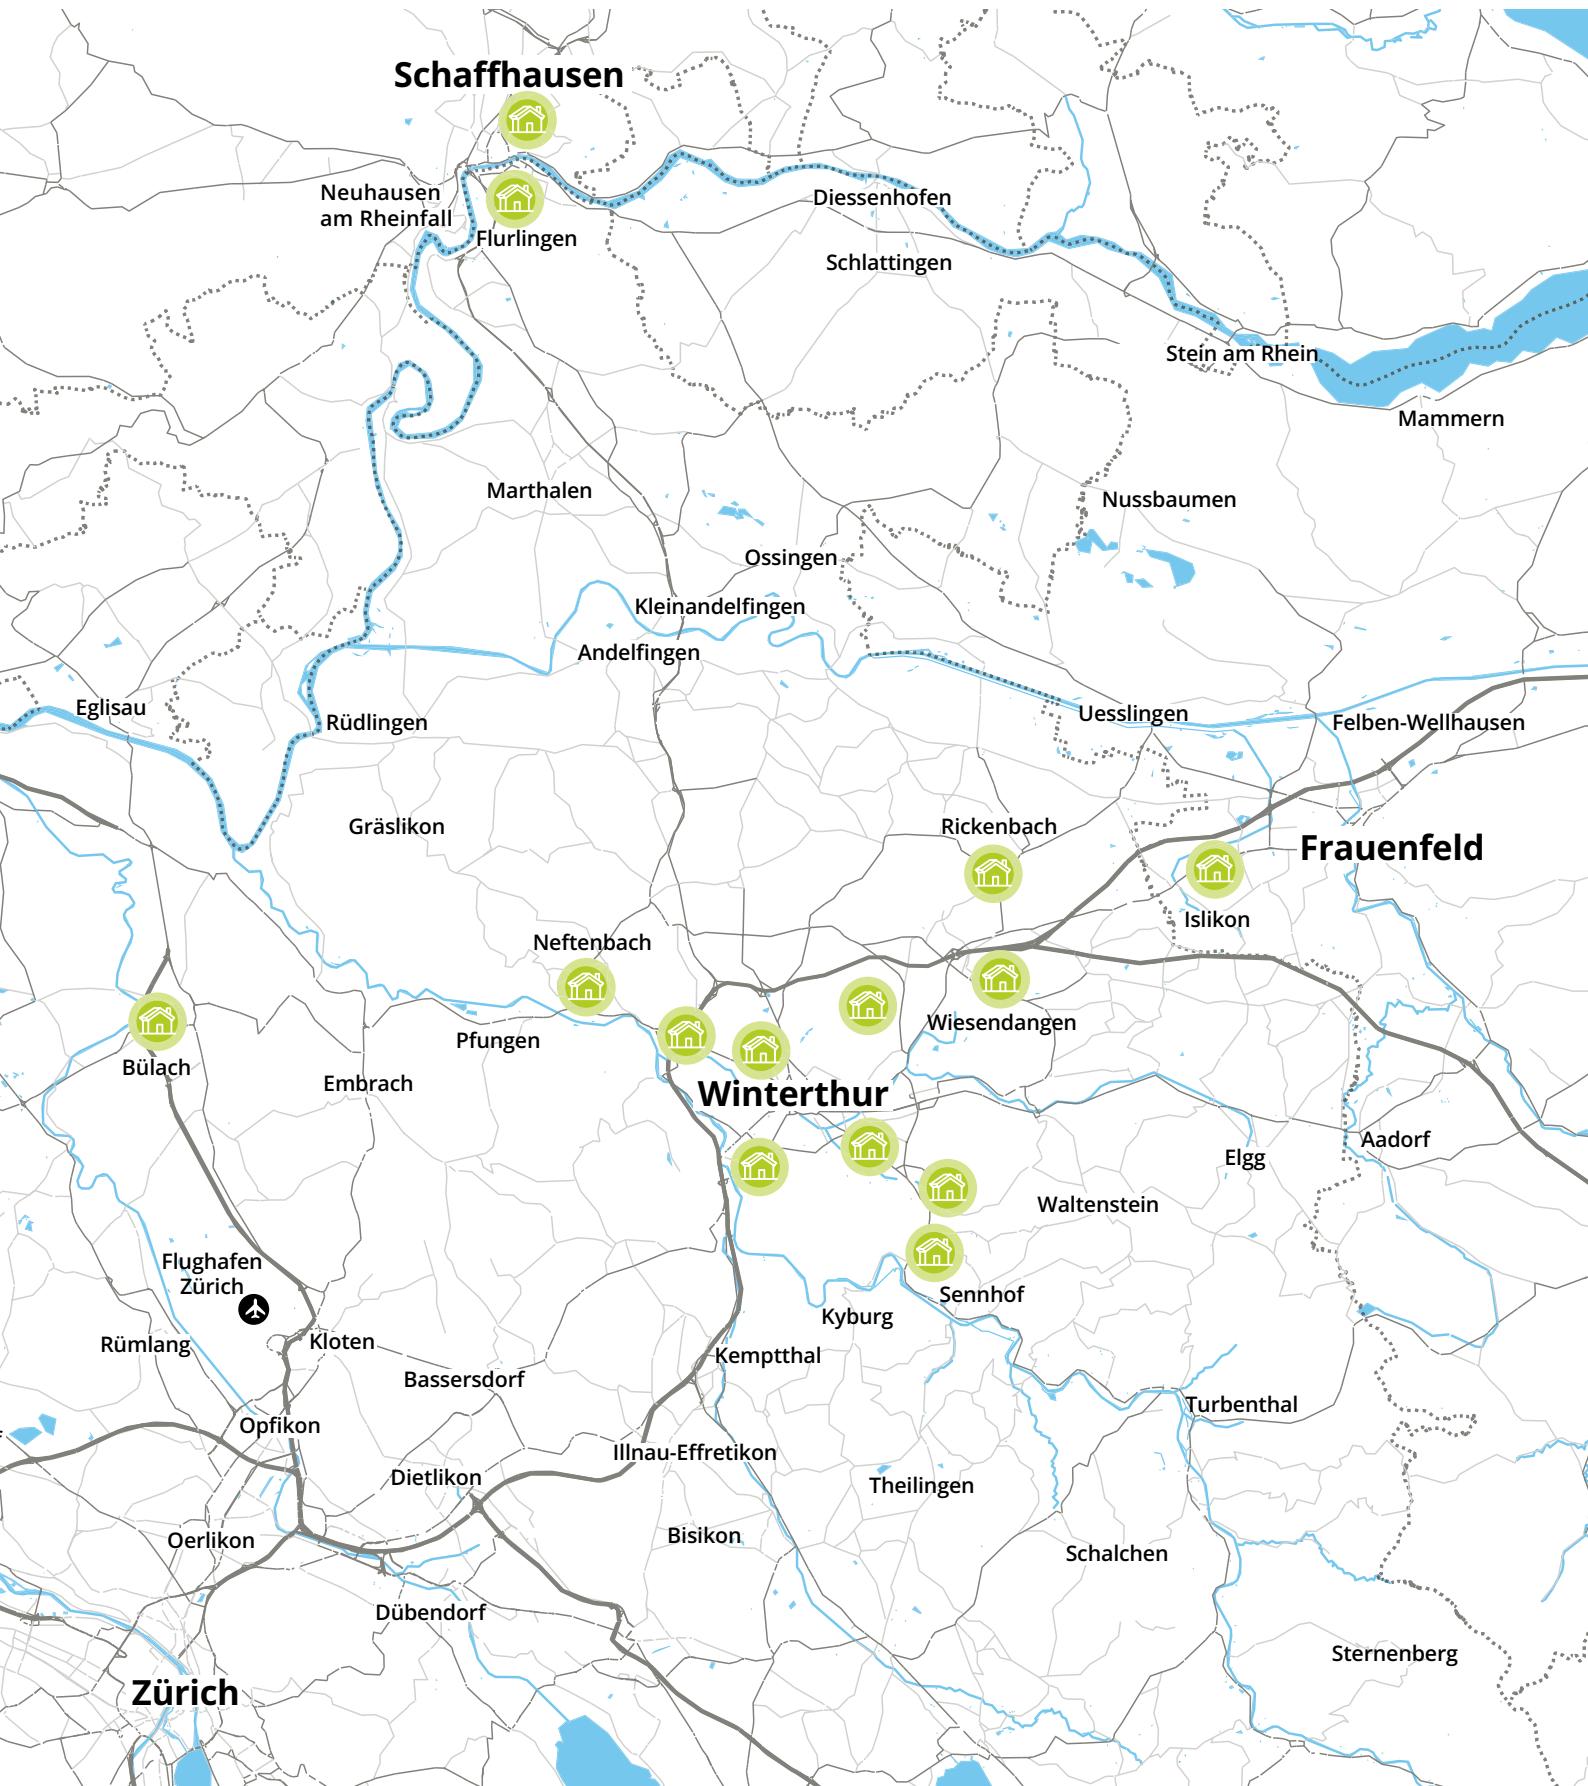 Schaffhausen
Neuhausen
am Rheinfall
Diessenhofen
Flurlingen
Schlattingen
Stein am Rhein
Mammern
Marthalen
Nussbaumen
Ossingen
Kleinandelfingen
Andelfingen
Eglisau
Rüdlingen
Uesslingen
Felben-Wellhausen
Gräslikon
Rickenbach
Frauenfeld
Islikon
Neftenbach
Wiesendangen
Pfungen
Bülach
Embrach
Winterthur
Aadorf
Elgg
Waltenstein
Flughafen
Zürich
Sennhof
Kyburg
Rümlang
Kloten
Kemptthal
Bassersdorf
Turbenthal
Opfikon
Illnau-Effretikon
Dietlikon
Theilingen
Oerlikon
Bisikon
Schalchen
Dübendorf
Sternenberg
Zürich